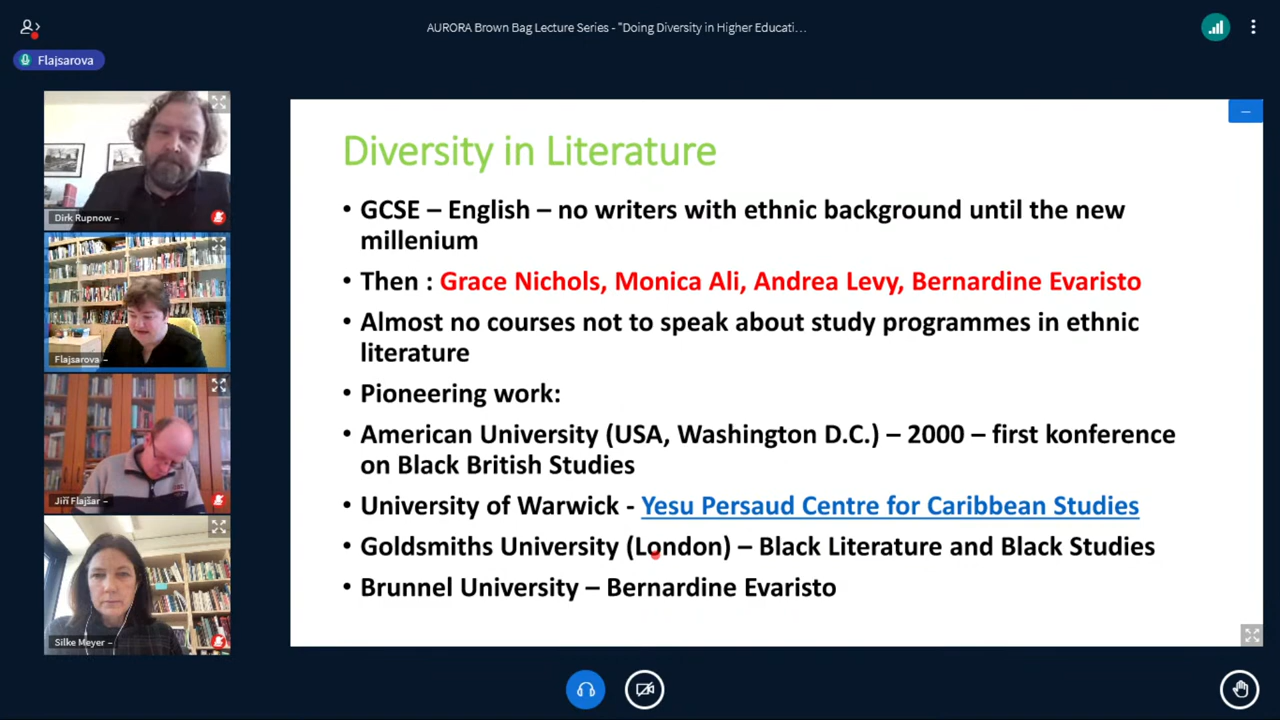 AURORA Brown Bag Lecture Series - "Doing Diversity in Higher Educati…
Flajsarova
Dirk Rupnow –
Flajsarova –
Jiří Flajšar –
Silke Meyer –
Diversity in Literature
• GCSE – English – no writers with ethnic background until the new
millenium
• Then : Grace Nichols, Monica Ali, Andrea Levy, Bernardine Evaristo
• Almost no courses not to speak about study programmes in ethnic
literature
• Pioneering work:
• American University (USA, Washington D.C.) – 2000 – first konference
on Black British Studies
• University of Warwick - Yesu Persaud Centre for Caribbean Studies
• Goldsmiths University (London) – Black Literature and Black Studies
• Brunnel University – Bernardine Evaristo